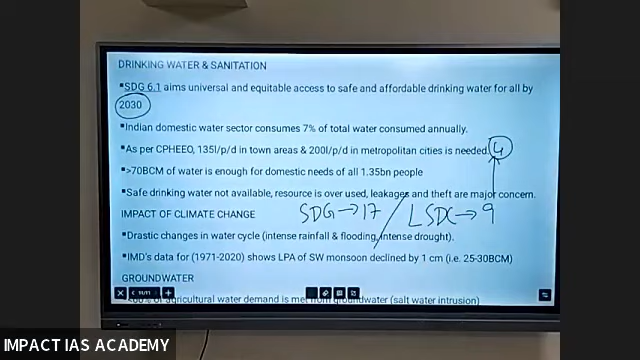 DRINKING WATER & SANITATION
▪SDG 6.1 aims universal and equitable access to safe and affordable drinking water for all by
2030
▪Indian domestic water sector consumes 7% of total water consumed annually.
▪As per CPHEEO, 135l/p/d in town areas & 200l/p/d in metropolitan cities is needed. 4
▪>70BCM of water is enough for domestic needs of all 1.35bn people
▪Safe drinking water not available, resource is over used, leakages and theft are major concern.
IMPACT OF CLIMATE CHANGE SDG → 17 / LSDC → 9
▪Drastic changes in water cycle (intense rainfall & flooding, intense drought).
▪IMD's data for (1971-2020) shows LPA of SW monsoon declined by 1 cm (i.e. 25-30BCM)
GROUNDWATER
agricultural water demand is met from groundwater (salt water intrusion)
11/11
IMPACT IAS ACADEMY